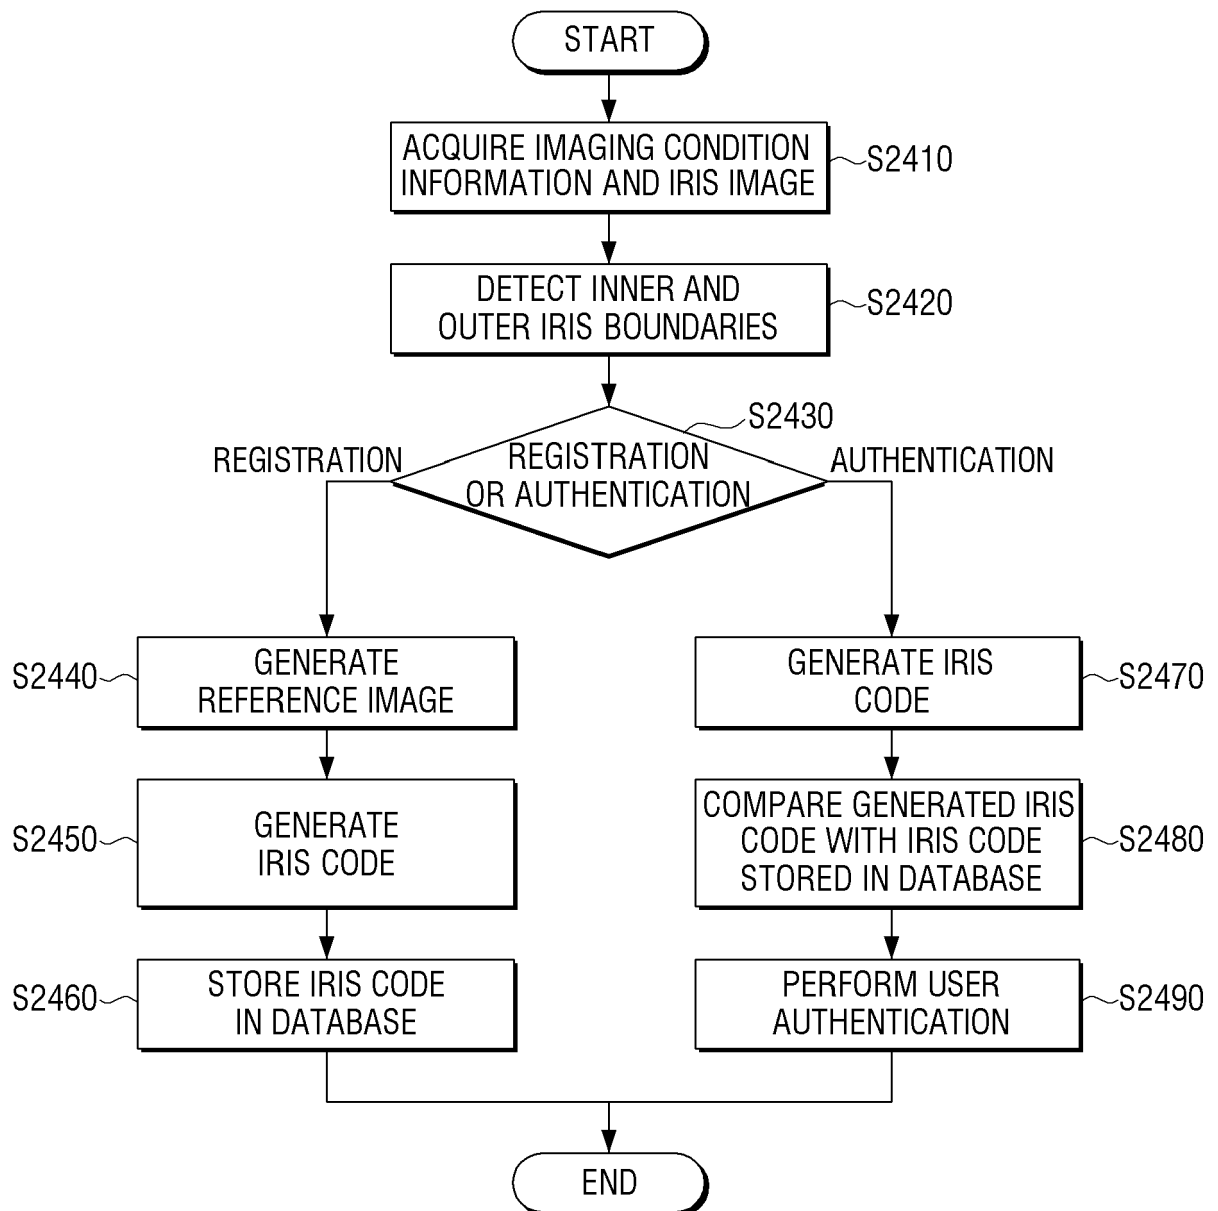 START
ACQUIRE IMAGING CONDITION
INFORMATION AND IRIS IMAGE
S2410
DETECT INNER AND
OUTER IRIS BOUNDARIES
S2420
S2430
REGISTRATION
REGISTRATION
OR AUTHENTICATION
AUTHENTICATION
S2440
GENERATE
REFERENCE IMAGE
S2450
GENERATE
IRIS CODE
S2460
STORE IRIS CODE
IN DATABASE
GENERATE IRIS
CODE
S2470
COMPARE GENERATED IRIS
CODE WITH IRIS CODE
STORED IN DATABASE
S2480
PERFORM USER
AUTHENTICATION
S2490
END